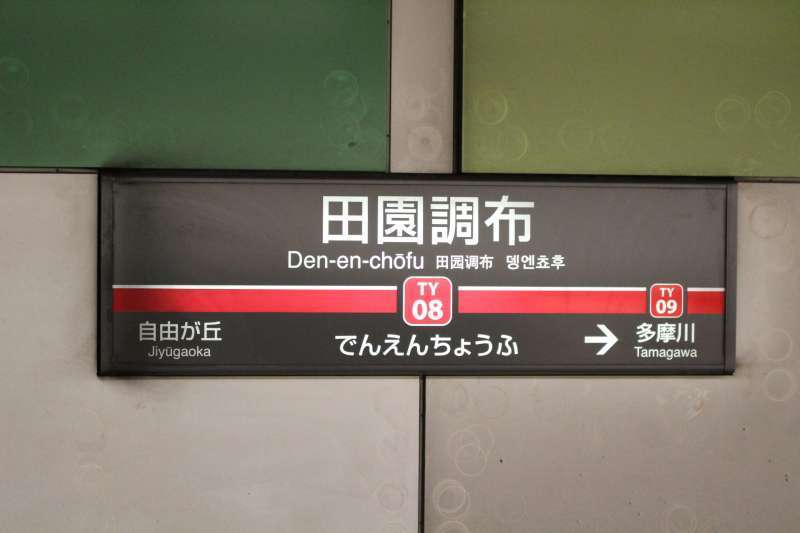 田園調布
Den-en-chōfu 田园调布 뎅엔쵸후
TY
08
TY
09
自由が丘
Jiyūgaoka
でんえんちょうふ
→
多摩川
Tamagawa